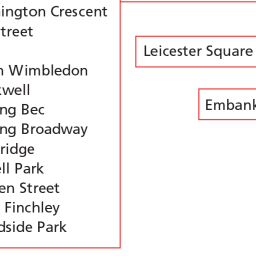 ington Crescent
treet
Wimbledon
well
ng Bec
ng Broadway
ridge
ll Park
en Street
Finchley
dside Park
Leicester Square
Embank